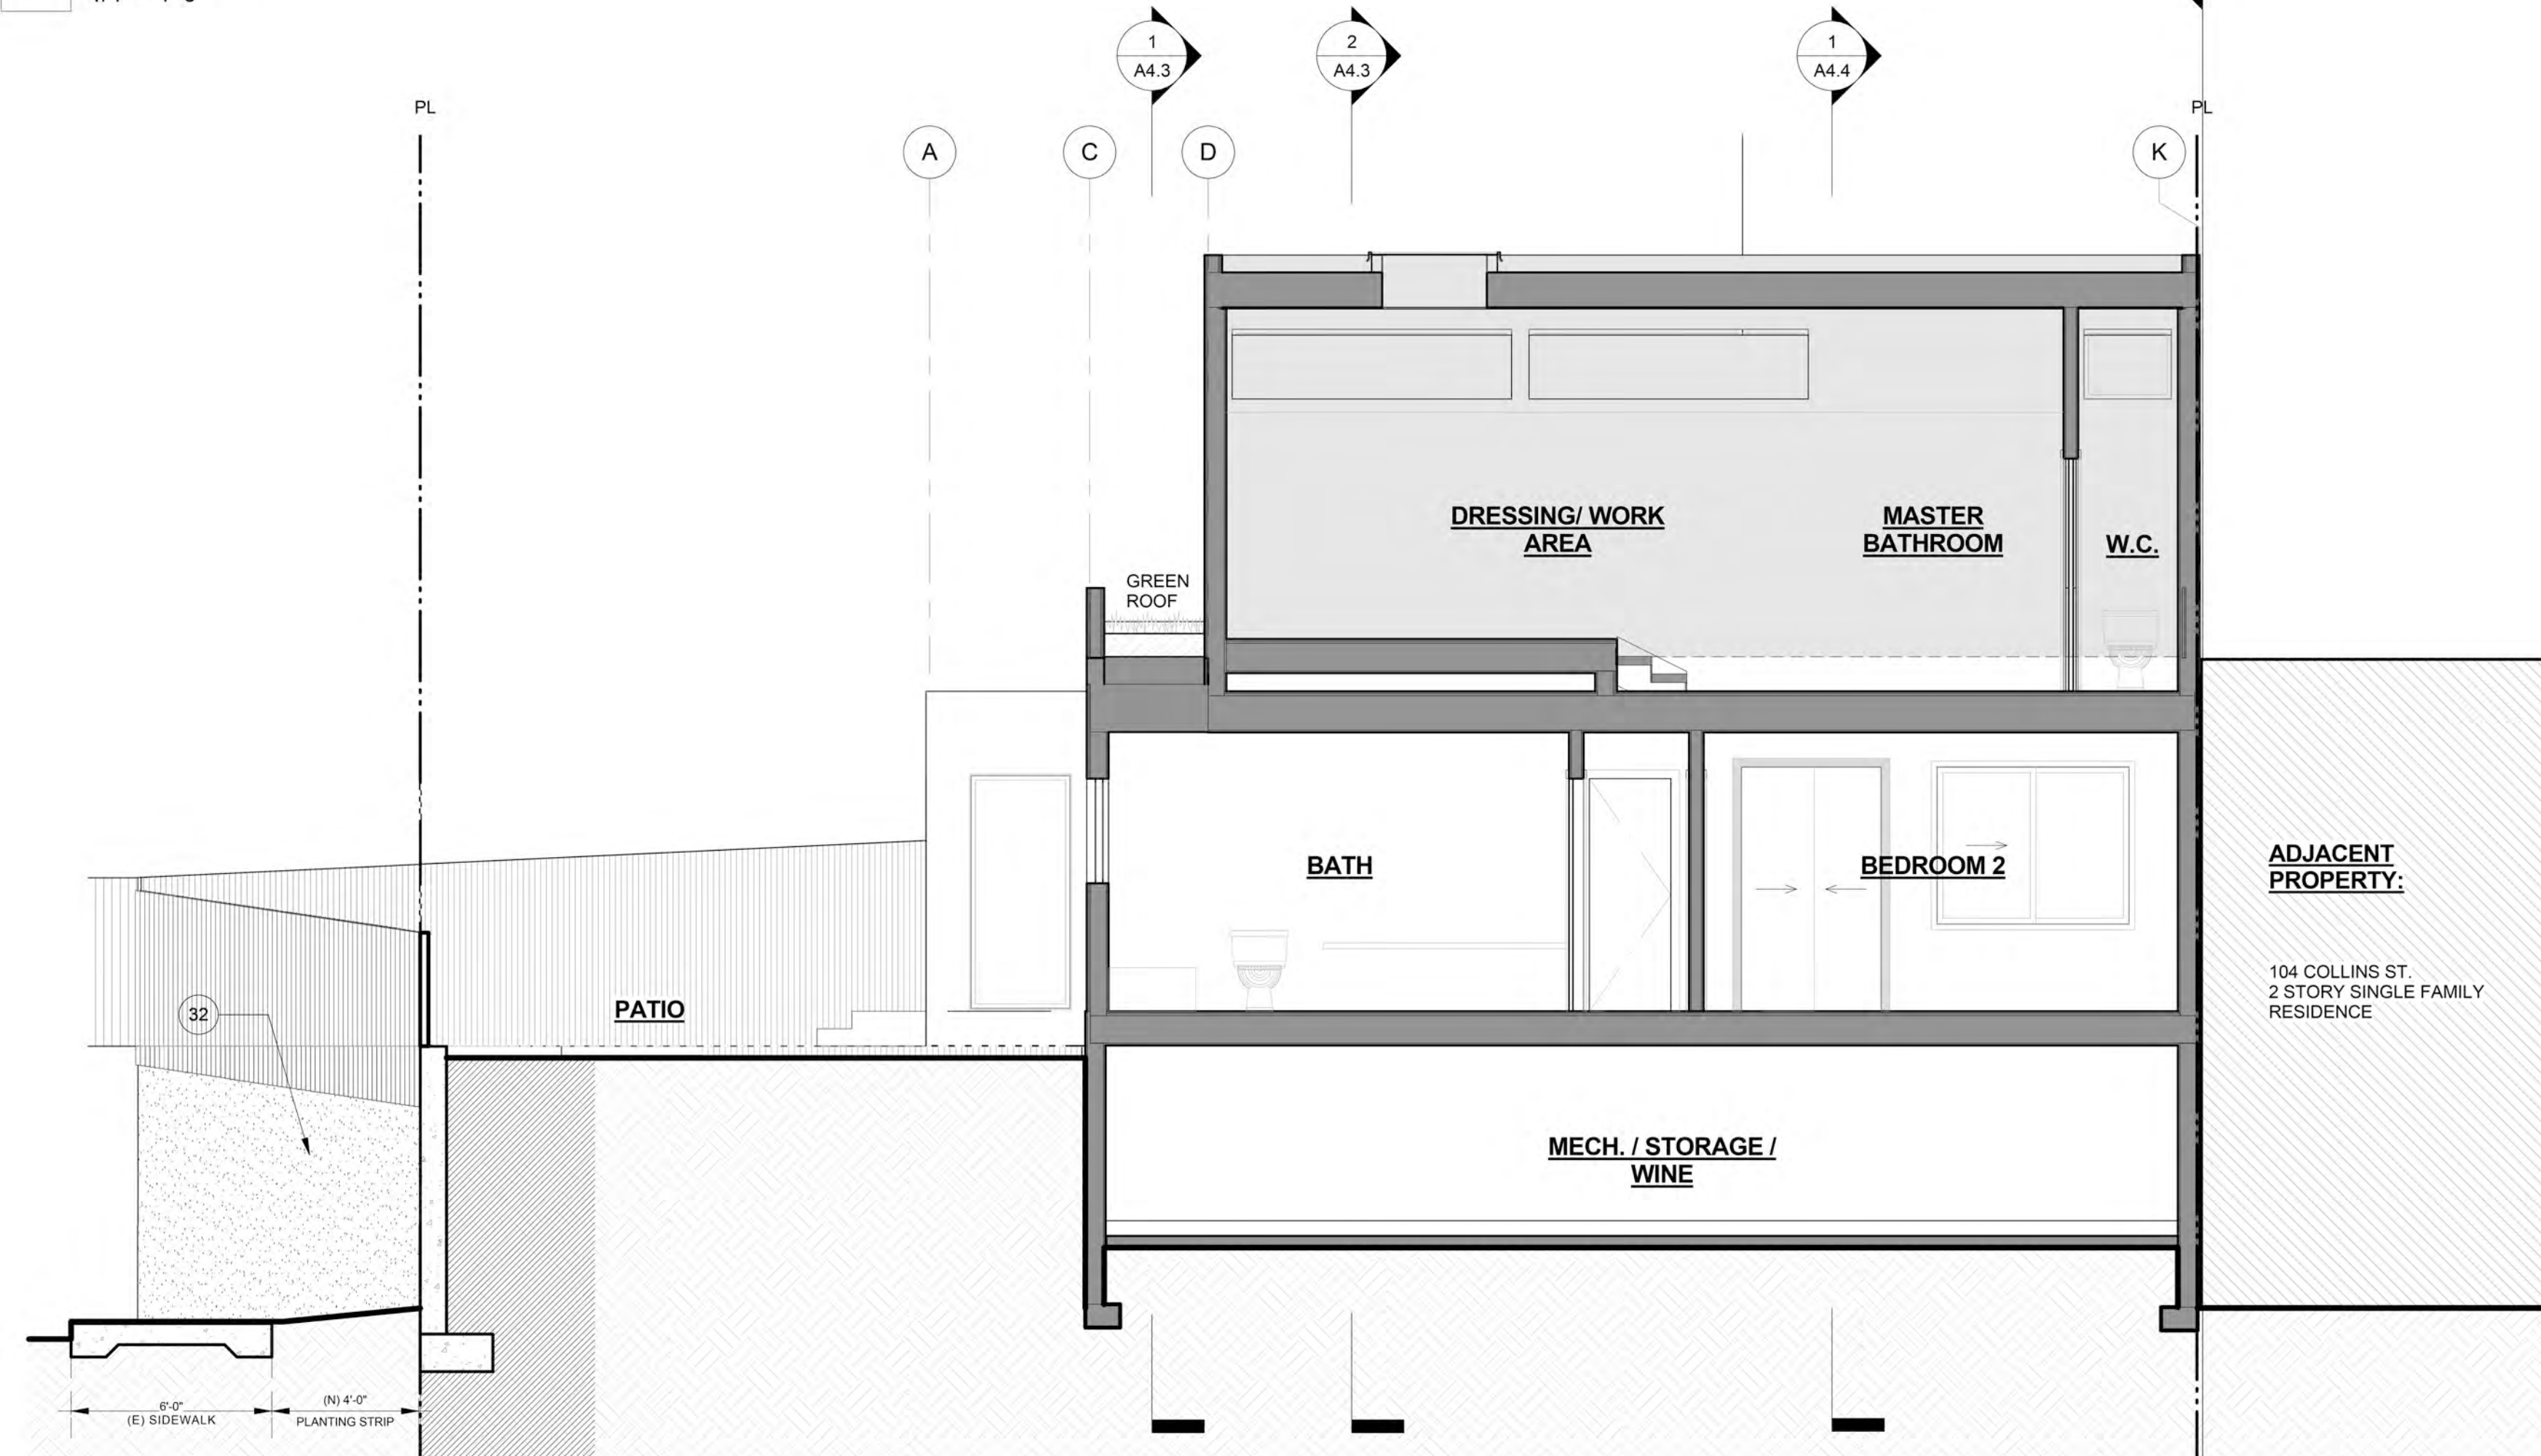 1
A4.3
2
A4.3
1
A4.4
PL
PL
A
C
D
K
DRESSING/ WORK
AREA
MASTER
BATHROOM
W.C.
GREEN
ROOF
BATH
BEDROOM 2
ADJACENT
PROPERTY:
104 COLLINS ST.
2 STORY SINGLE FAMILY
RESIDENCE
PATIO
32
MECH. / STORAGE /
WINE
6'-0"
(E) SIDEWALK
(N) 4'-0"
PLANTING STRIP